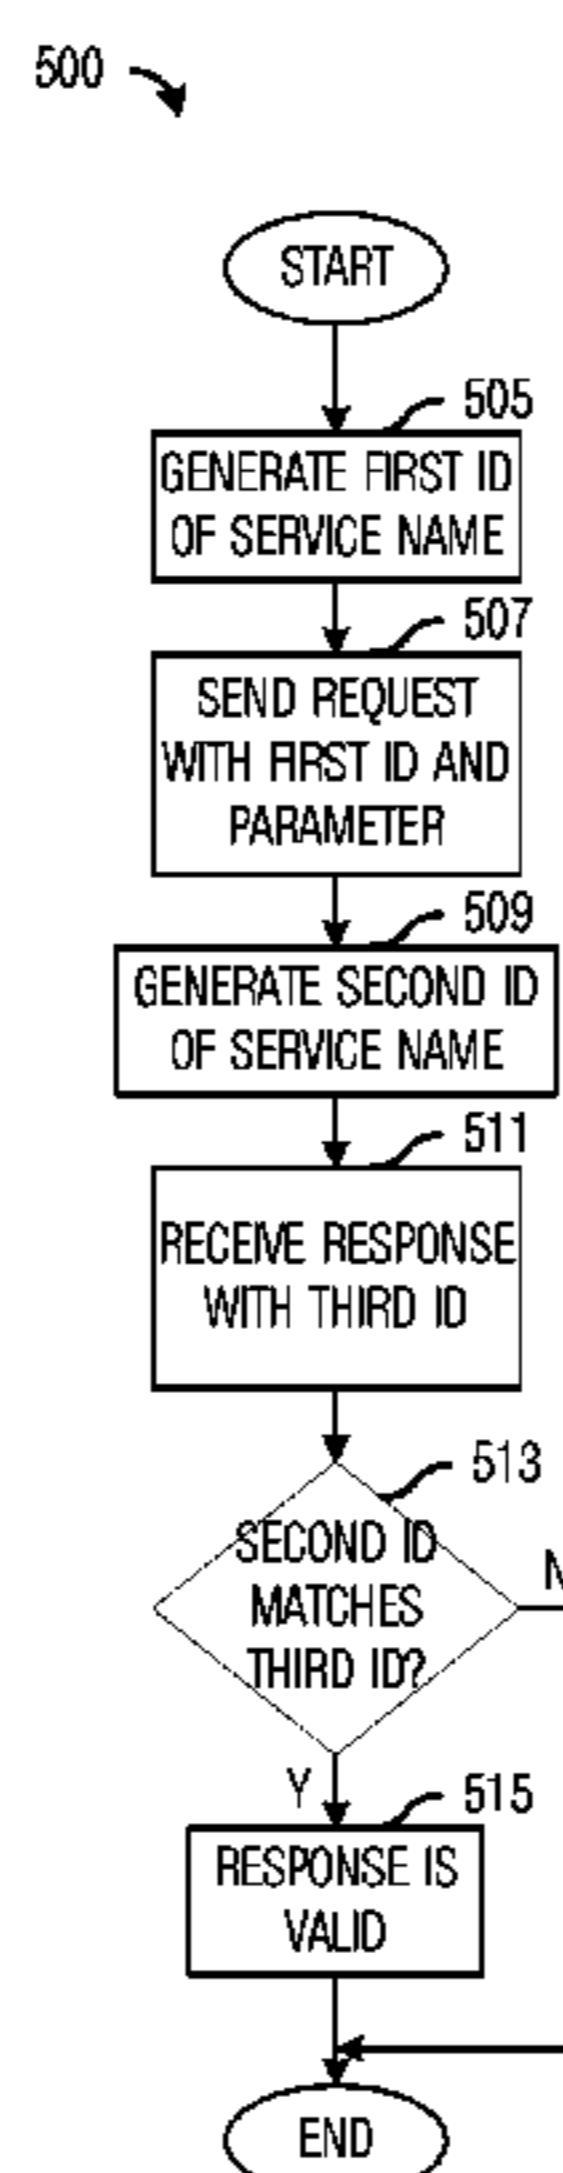 500
START
505
GENERATE FIRST ID
OF SERVICE NAME
507
SEND REQUEST
WITH FIRST ID AND
PARAMETER
509
GENERATE SECOND ID
OF SERVICE NAME
511
RECEIVE RESPONSE
WITH THIRD ID
513
SECOND ID
MATCHES
THIRD ID?
N
Y
515
RESPONSE IS
VALID
END